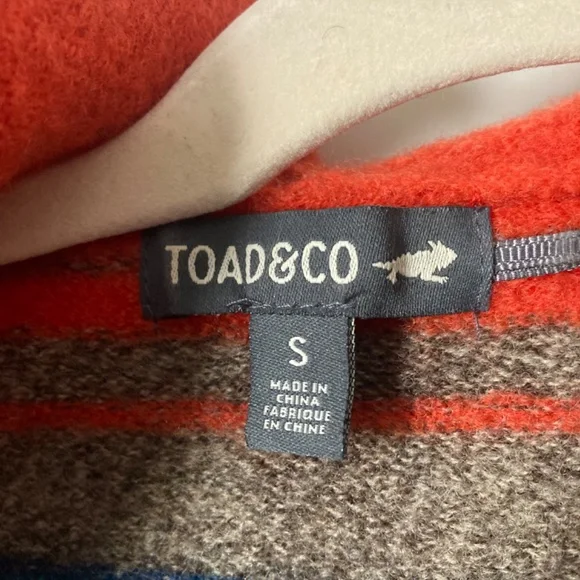 TOAD&CO
S
MADE IN
CHINA
FABRIQUE
EN CHINE